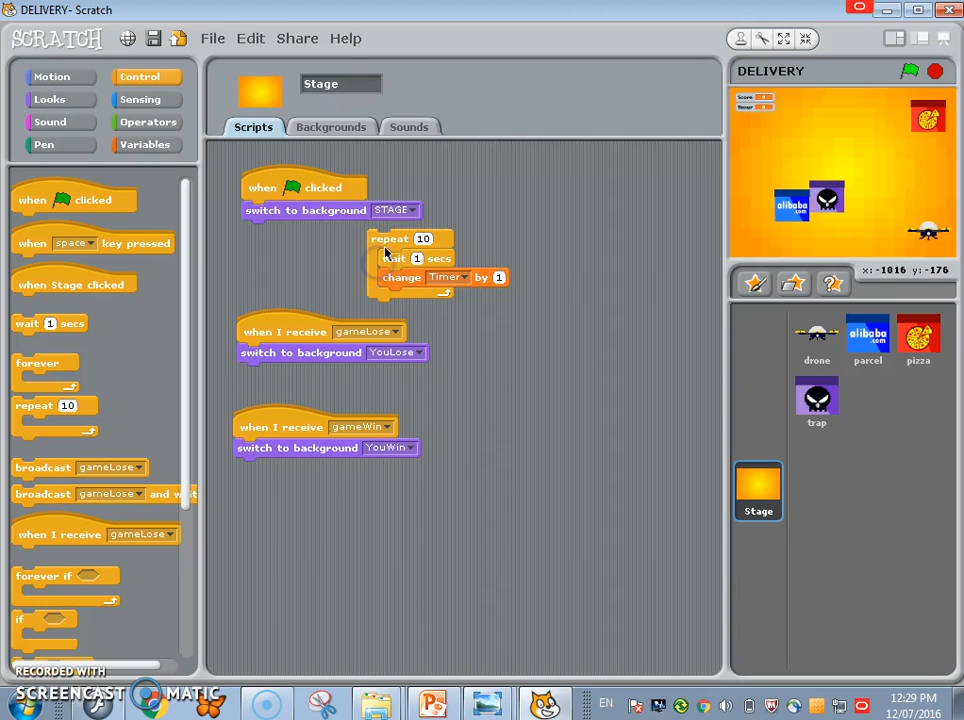 DELIVERY- Scratch
SCRATCH File Edit Share Help
Motion Control
Looks Sensing
Sound Operators
Pen Variables
when clicked
when space key pressed
when Stage clicked
wait 1 secs
forever
repeat 10
broadcast gameLose
broadcast gameLose and wait
when I receive gameLose
forever if
if
Stage
Scripts Backgrounds Sounds
when clicked
switch to background STAGE
repeat 10
wait 1 secs
change Timer by 1
when I receive gameLose
switch to background YouLose
when I receive gameWin
switch to background YouWin
DELIVERY
Score
Timer
alibaba.com
x: -1016 y: -176
alibaba.com
drone parcel pizza
trap
Stage
RECORDED WITH
SCREENCAST MATIC
EN
12:29 PM
12/07/2016